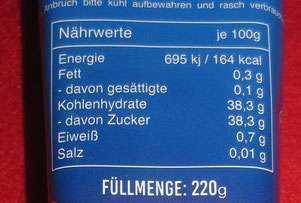 Anbruch bitte kühl aufbewahren und rasch verbrau
Nährwerte je 100g
Energie 695 kj / 164 kcal
Fett 0,3 g
- davon gesättigte 0,1 g
Kohlenhydrate 38,3 g
- davon Zucker 38,3 g
Eiweiß 0,7 g
Salz 0,01 g
FÜLLMENGE: 220g